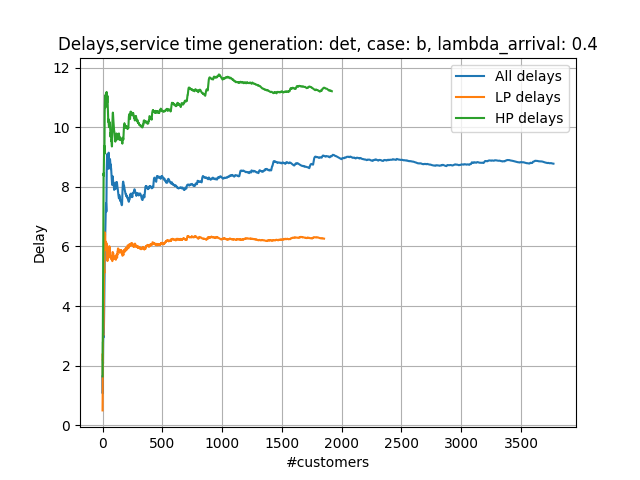 Delays,service time generation: det, case: b, lambda_arrival: 0.4
12
10
8
6
4
2
0
Delay
All delays
LP delays
HP delays
0 500 1000 1500 2000 2500 3000 3500
#customers